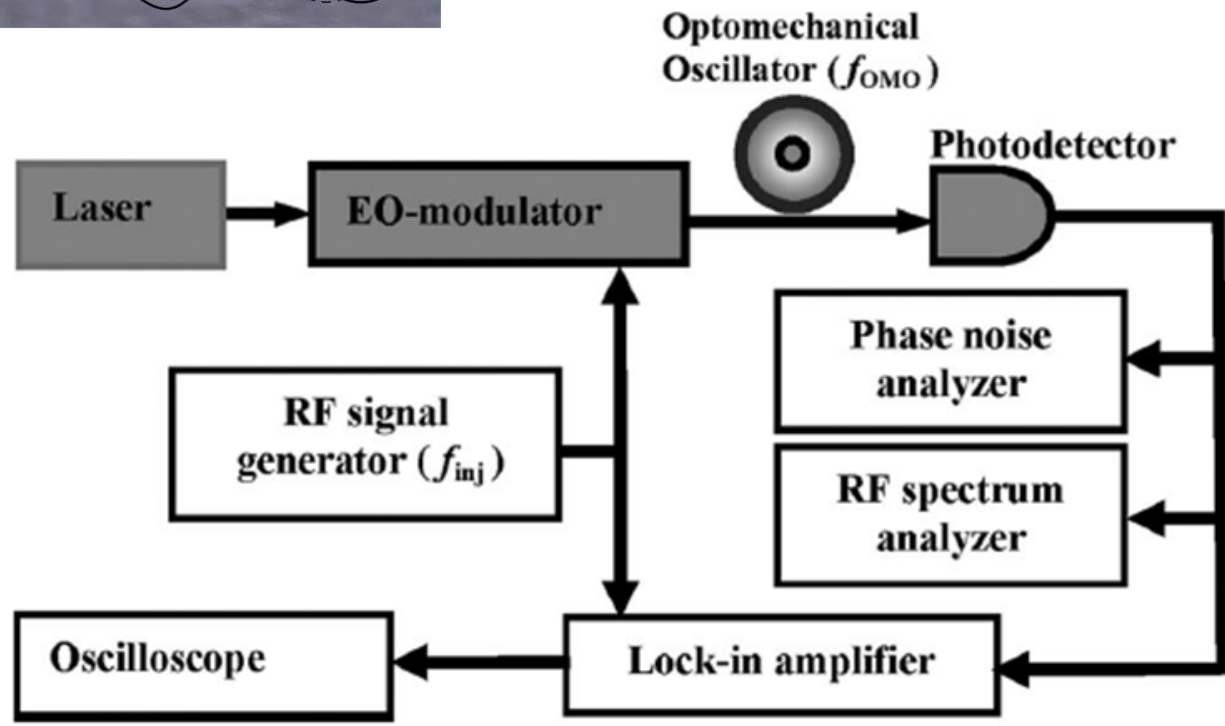 Optomechanical
Oscillator (fOMO)
Photodetector
Laser
EO-modulator
Phase noise
analyzer
RF signal
generator (finj)
RF spectrum
analyzer
Oscilloscope
Lock-in amplifier